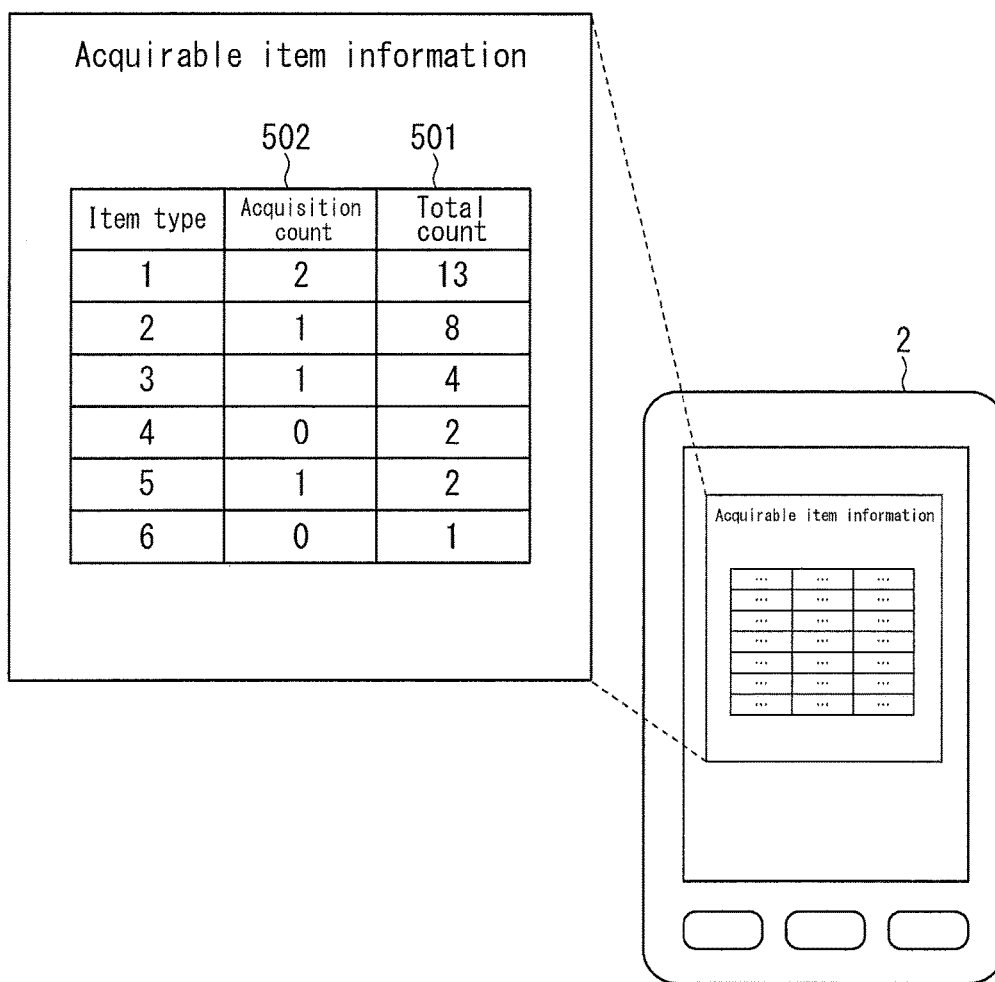 Acquirable item information
502 501
Item type Acquisition count Total count
1 2 13
2 1 8
3 1 4
4 0 2
5 1 2
6 0 1
2
Acquirable item information
... ... ...
... ... ...
... ... ...
... ... ...
... ... ...
... ... ...
... ... ...